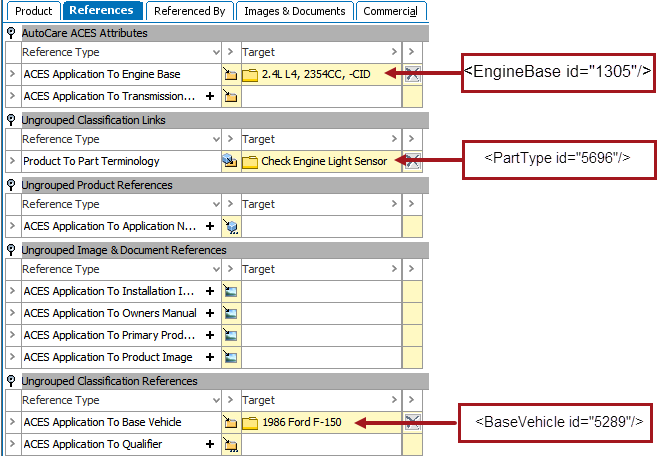 Product References Referenced By Images & Documents Commercial
AutoCare ACES Attributes
Reference Type Target
ACES Application To Engine Base 2.4L L4, 2354CC, -CID <EngineBase id="1305"/>
ACES Application To Transmission... +
Ungrouped Classification Links
Reference Type Target
Product To Part Terminology Check Engine Light Sensor <PartType id="5696"/>
Ungrouped Product References
Reference Type Target
ACES Application To Application N... +
Ungrouped Image & Document References
Reference Type Target
ACES Application To Installation I... +
ACES Application To Owners Manual +
ACES Application To Primary Prod... +
ACES Application To Product Image +
Ungrouped Classification References
Reference Type Target
ACES Application To Base Vehicle 1986 Ford F-150 <BaseVehicle id="5289"/>
ACES Application To Qualifier +